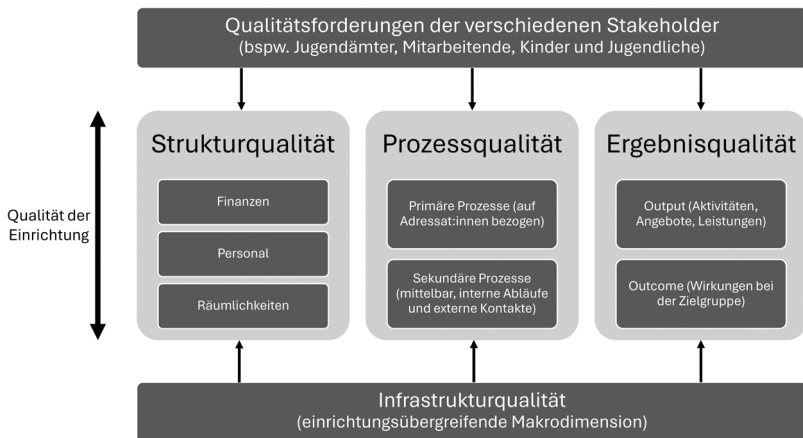 Qualitätsforderungen der verschiedenen Stakeholder
(bspw. Jugendämter, Mitarbeitende, Kinder und Jugendliche)
Qualität der
Einrichtung
Strukturqualität
Finanzen
Personal
Räumlichkeiten
Prozessqualität
Primäre Prozesse (auf
Adressat:innen bezogen)
Sekundäre Prozesse
(mittelbar, interne Abläufe
und externe Kontakte)
Ergebnisqualität
Output (Aktivitäten,
Angebote, Leistungen)
Outcome (Wirkungen bei
der Zielgruppe)
Infrastrukturqualität
(einrichtungsübergreifende Makrodimension)